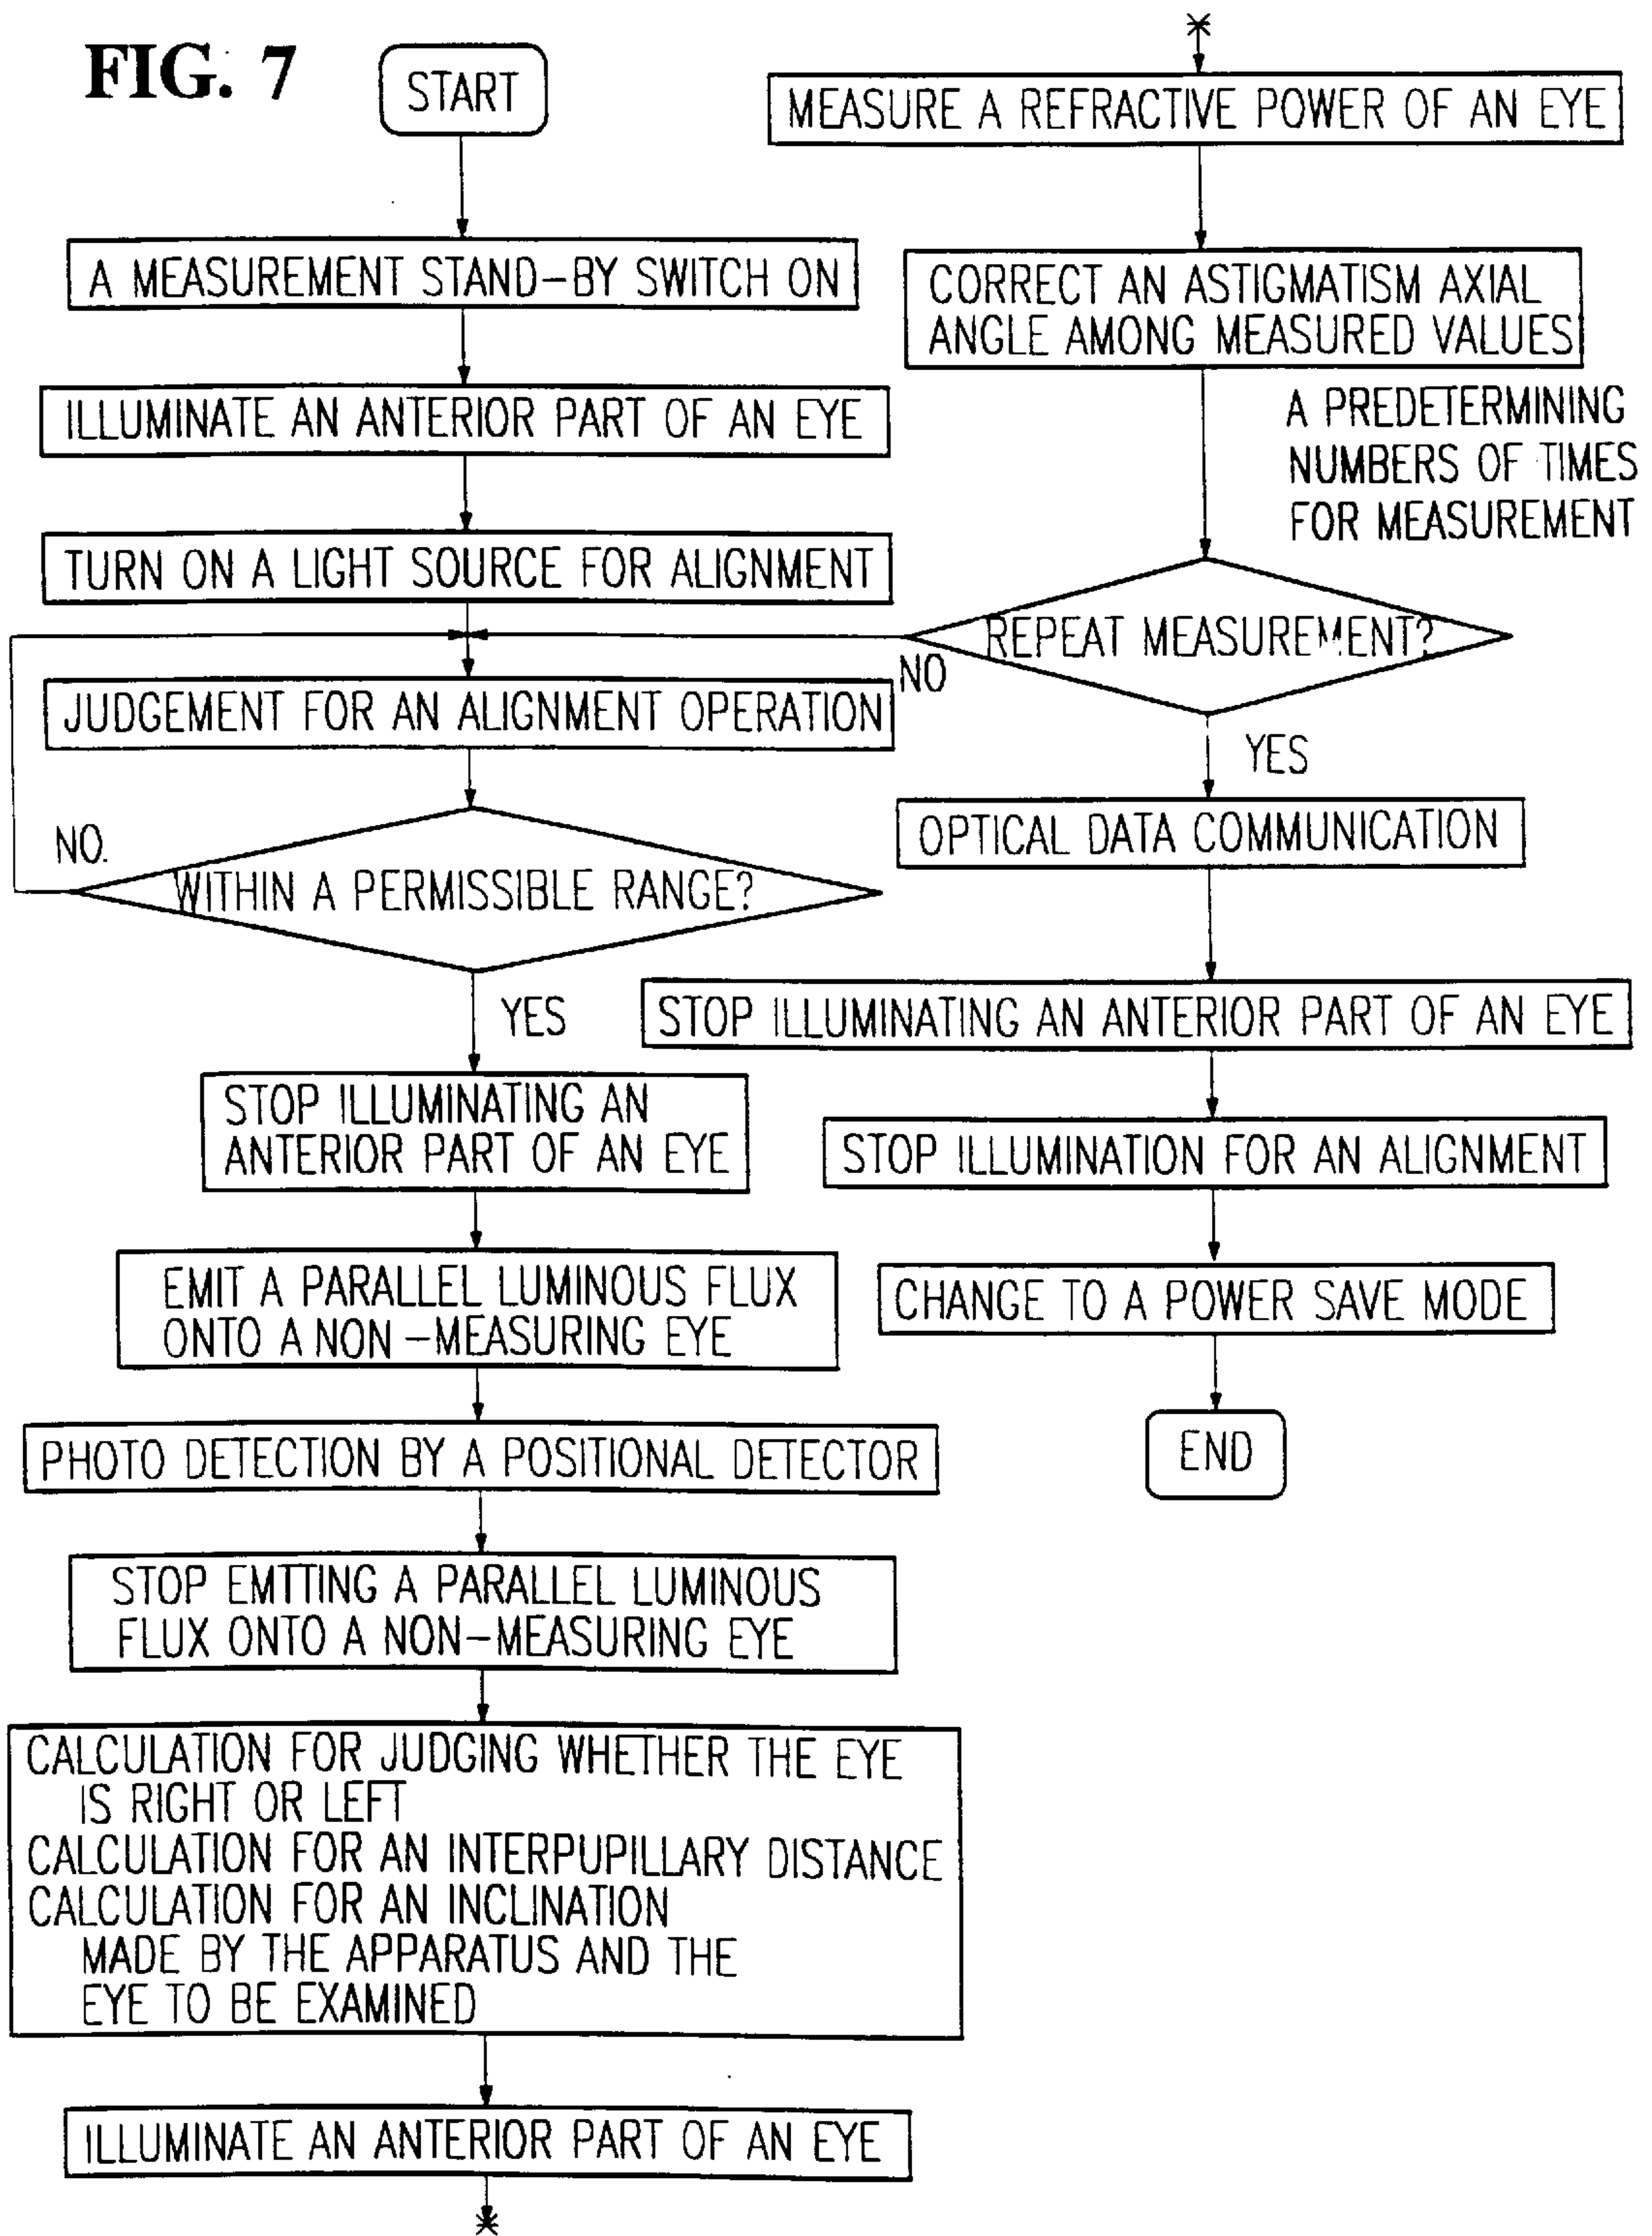 FIG. 7
START
A MEASUREMENT STAND-BY SWITCH ON
ILLUMINATE AN ANTERIOR PART OF AN EYE
TURN ON A LIGHT SOURCE FOR ALIGNMENT
JUDGEMENT FOR AN ALIGNMENT OPERATION
NO.
WITHIN A PERMISSIBLE RANGE?
YES
STOP ILLUMINATING AN
ANTERIOR PART OF AN EYE
EMIT A PARALLEL LUMINOUS FLUX
ONTO A NON-MEASURING EYE
PHOTO DETECTION BY A POSITIONAL DETECTOR
STOP EMTTING A PARALLEL LUMINOUS
FLUX ONTO A NON-MEASURING EYE
CALCULATION FOR JUDGING WHETHER THE EYE
IS RIGHT OR LEFT
CALCULATION FOR AN INTERPUPILLARY DISTANCE
CALCULATION FOR AN INCLINATION
MADE BY THE APPARATUS AND THE
EYE TO BE EXAMINED
ILLUMINATE AN ANTERIOR PART OF AN EYE
*
*
MEASURE A REFRACTIVE POWER OF AN EYE
CORRECT AN ASTIGMATISM AXIAL
ANGLE AMONG MEASURED VALUES
A PREDETERMINING
NUMBERS OF TIMES
FOR MEASUREMENT
REPEAT MEASUREMENT?
NO
YES
OPTICAL DATA COMMUNICATION
STOP ILLUMINATING AN ANTERIOR PART OF AN EYE
STOP ILLUMINATION FOR AN ALIGNMENT
CHANGE TO A POWER SAVE MODE
END